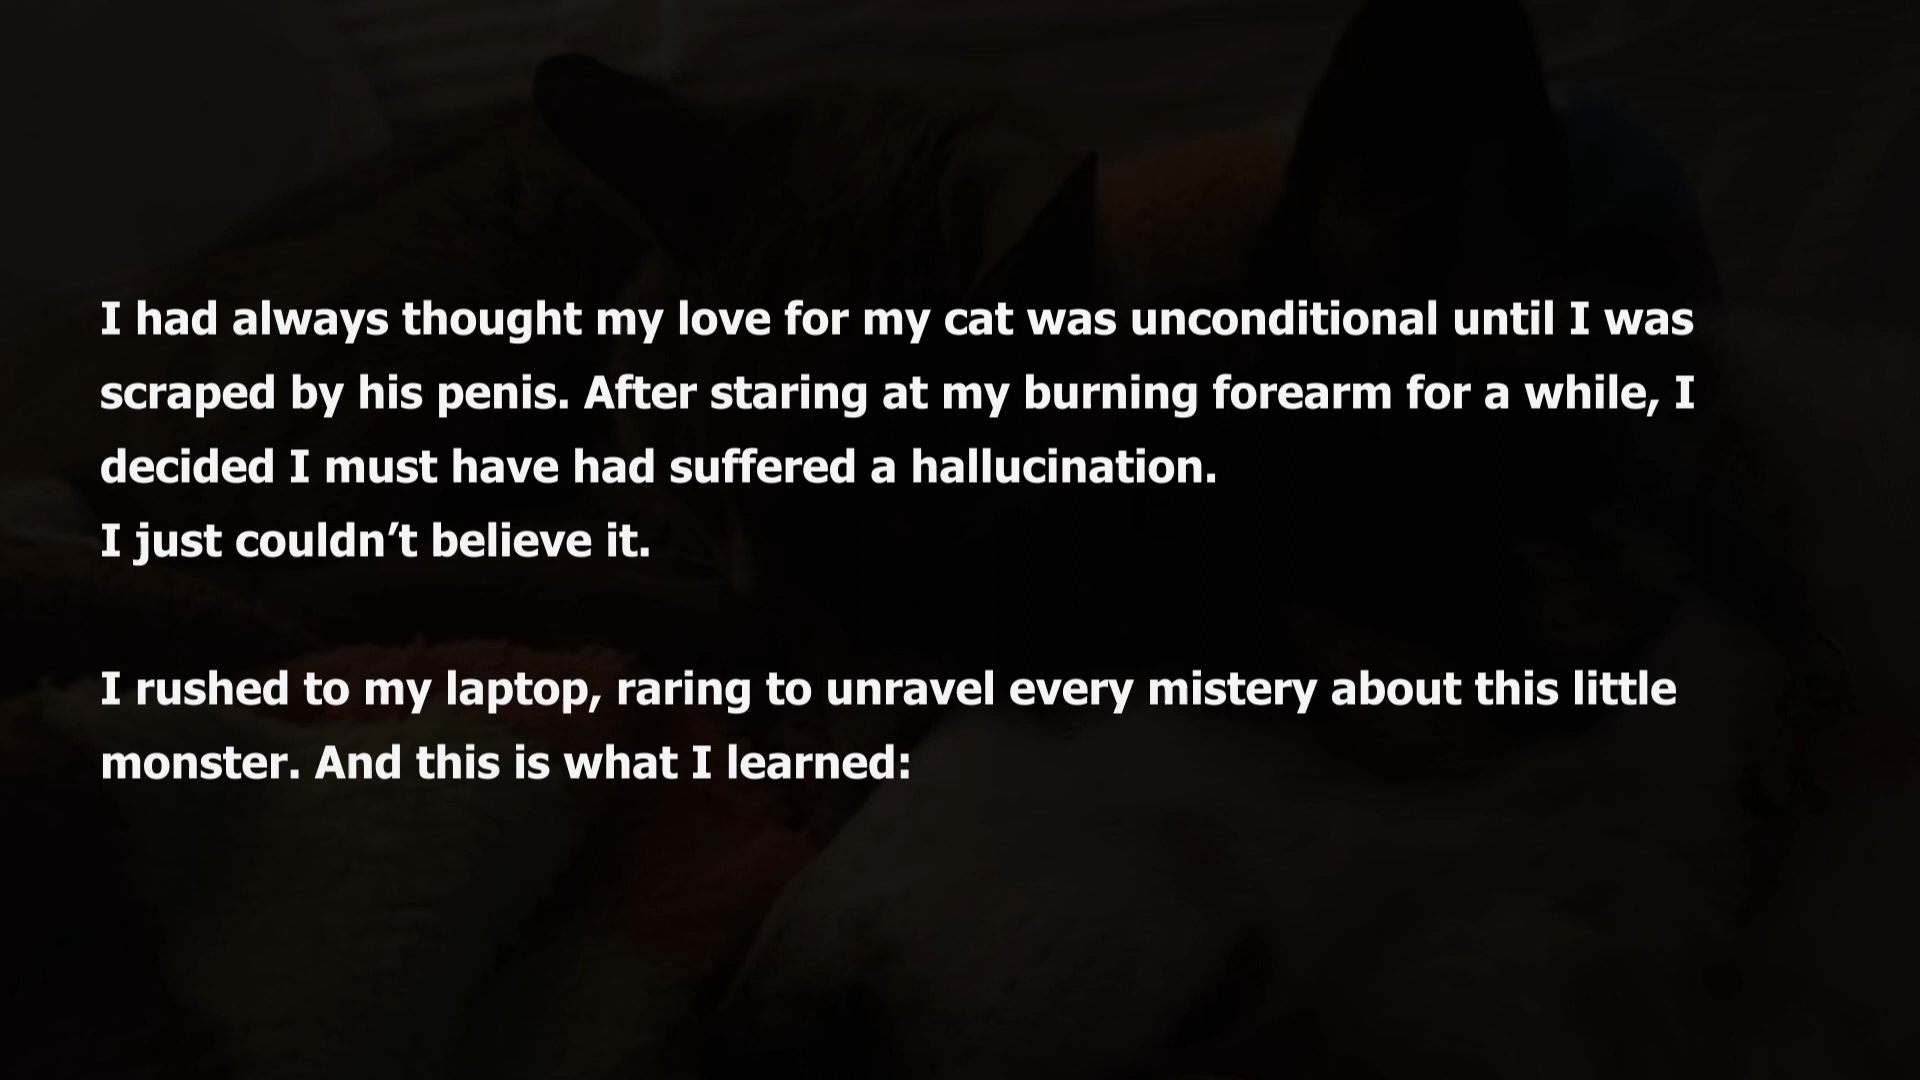 I had always thought my love for my cat was unconditional until I was
scraped by his penis. After staring at my burning forearm for a while, I
decided I must have had suffered a hallucination.
I just couldn’t believe it.
I rushed to my laptop, raring to unravel every mistery about this little
monster. And this is what I learned: